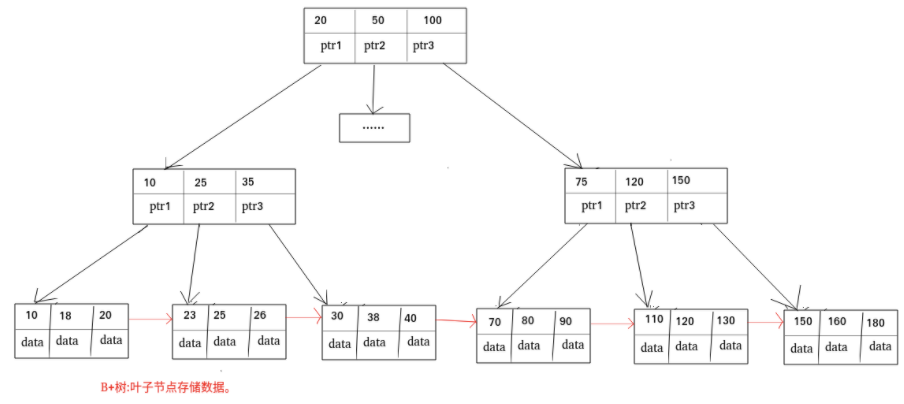 20 50 100
ptr1 ptr2 ptr3
......
10 25 35
ptr1 ptr2 ptr3
75 120 150
ptr1 ptr2 ptr3
10 18 20
data data data
23 25 26
data data data
30 38 40
data data data
70 80 90
data data data
110 120 130
data data data
150 160 180
data data data
B+树:叶子节点存储数据。